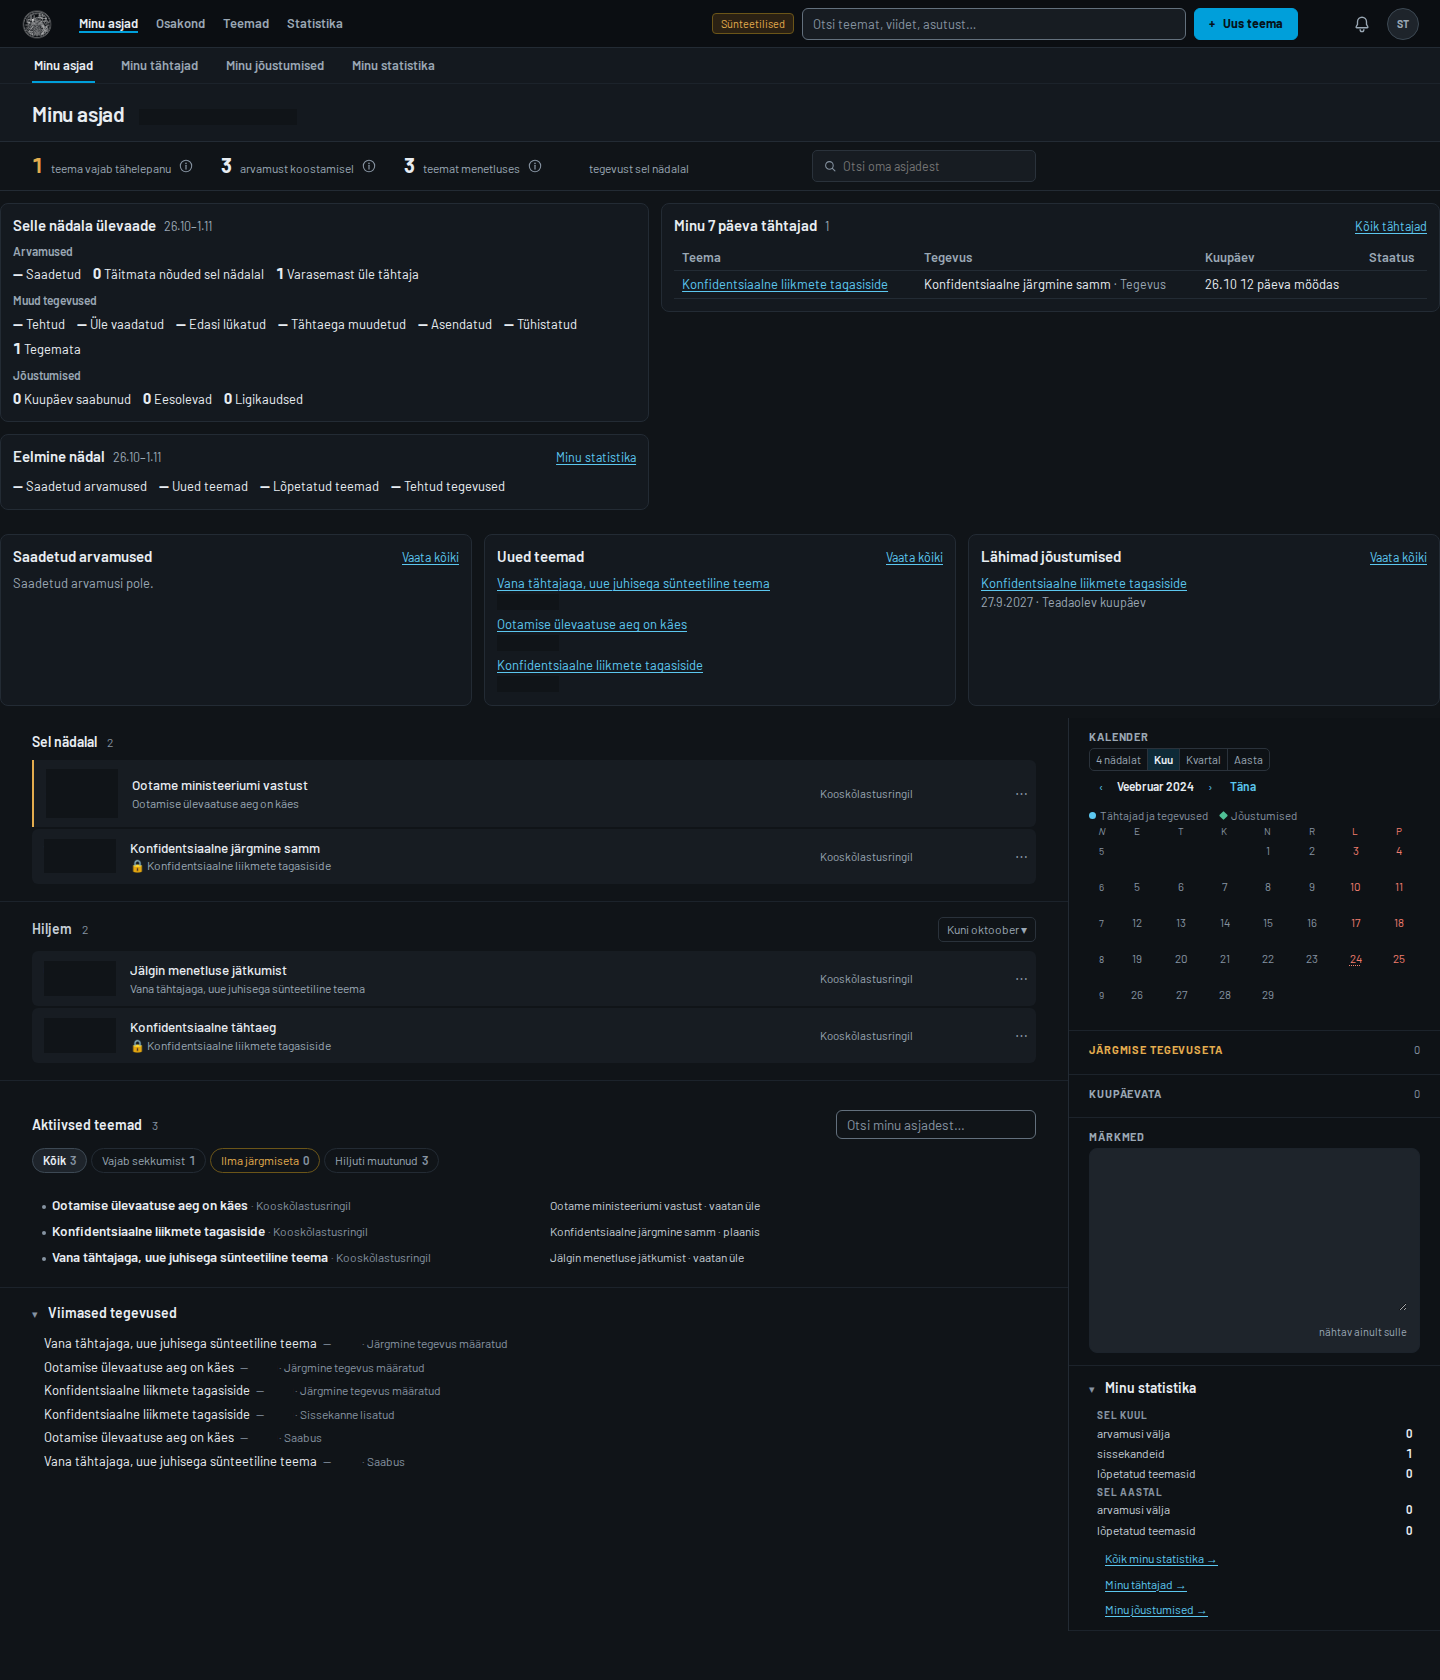 Minu asjad Osakond Teemad Statistika Sünteetilised Otsi teemat, viidet, asutust... + Uus teema ST
Minu asjad Minu tähtajad Minu jõustumised Minu statistika
Minu asjad
1 teema vajab tähelepanu 3 arvamust koostamisel 3 teemat menetluses tegevust sel nädalal Otsi oma asjadest
Selle nädala ülevaade 26.10–1.11
Arvamused
– Saadetud 0 Täitmata nõuded sel nädalal 1 Varasemast üle tähtaja
Muud tegevused
– Tehtud – Üle vaadatud – Edasi lükatud – Tähtaega muudetud – Asendatud – Tühistatud
1 Tegemata
Jõustumised
0 Kuupäev saabunud 0 Eesolevad 0 Ligikaudsed
Minu 7 päeva tähtajad 1 Kõik tähtajad
Teema Tegevus Kuupäev Staatus
Konfidentsiaalne liikmete tagasiside Konfidentsiaalne järgmine samm · Tegevus 26.10 12 päeva möödas
Eelmine nädal 26.10–1.11 Minu statistika
– Saadetud arvamused – Uued teemad – Lõpetatud teemad – Tehtud tegevused
Saadetud arvamused Vaata kõiki
Saadetud arvamusi pole.
Uued teemad Vaata kõiki
Vana tähtajaga, uue juhisega sünteetiline teema
Ootamise ülevaatuse aeg on käes
Konfidentsiaalne liikmete tagasiside
Lähimad jõustumised Vaata kõiki
Konfidentsiaalne liikmete tagasiside
27.9.2027 · Teadaolev kuupäev
Sel nädalal 2
Ootame ministeeriumi vastust
Ootamise ülevaatuse aeg on käes
Kooskõlastusringil ···
Konfidentsiaalne järgmine samm
🔒 Konfidentsiaalne liikmete tagasiside
Kooskõlastusringil ···
Hiljem 2 Kuni oktoober ▾
Jälgin menetluse jätkumist
Vana tähtajaga, uue juhisega sünteetiline teema
Kooskõlastusringil ···
Konfidentsiaalne tähtaeg
🔒 Konfidentsiaalne liikmete tagasiside
Kooskõlastusringil ···
Aktiivsed teemad 3 Otsi minu asjadest...
Kõik 3 Vajab sekkumist 1 Ilma järgmiseta 0 Hiljuti muutunud 3
• Ootamise ülevaatuse aeg on käes · Kooskõlastusringil Ootame ministeeriumi vastust · vaatan üle
• Konfidentsiaalne liikmete tagasiside · Kooskõlastusringil Konfidentsiaalne järgmine samm · plaanis
• Vana tähtajaga, uue juhisega sünteetiline teema · Kooskõlastusringil Jälgin menetluse jätkumist · vaatan üle
▾ Viimased tegevused
Vana tähtajaga, uue juhisega sünteetiline teema – · Järgmine tegevus määratud
Ootamise ülevaatuse aeg on käes – · Järgmine tegevus määratud
Konfidentsiaalne liikmete tagasiside – · Järgmine tegevus määratud
Konfidentsiaalne liikmete tagasiside – · Sissekanne lisatud
Ootamise ülevaatuse aeg on käes – · Saabus
Vana tähtajaga, uue juhisega sünteetiline teema – · Saabus
KALENDER
4 nädalat Kuu Kvartal Aasta
‹ Veebruar 2024 › Täna
Tähtajad ja tegevused Jõustumised
N E T K N R L P
5 1 2 3 4
6 5 6 7 8 9 10 11
7 12 13 14 15 16 17 18
8 19 20 21 22 23 24 25
9 26 27 28 29
JÄRGMISE TEGEVUSETA 0
KUUPÄEVATA 0
MÄRKMED
nähtav ainult sulle
▾ Minu statistika
SEL KUUL
arvamusi välja 0
sissekandeid 1
lõpetatud teemasid 0
SEL AASTAL
arvamusi välja 0
lõpetatud teemasid 0
Kõik minu statistika →
Minu tähtajad →
Minu jõustumised →